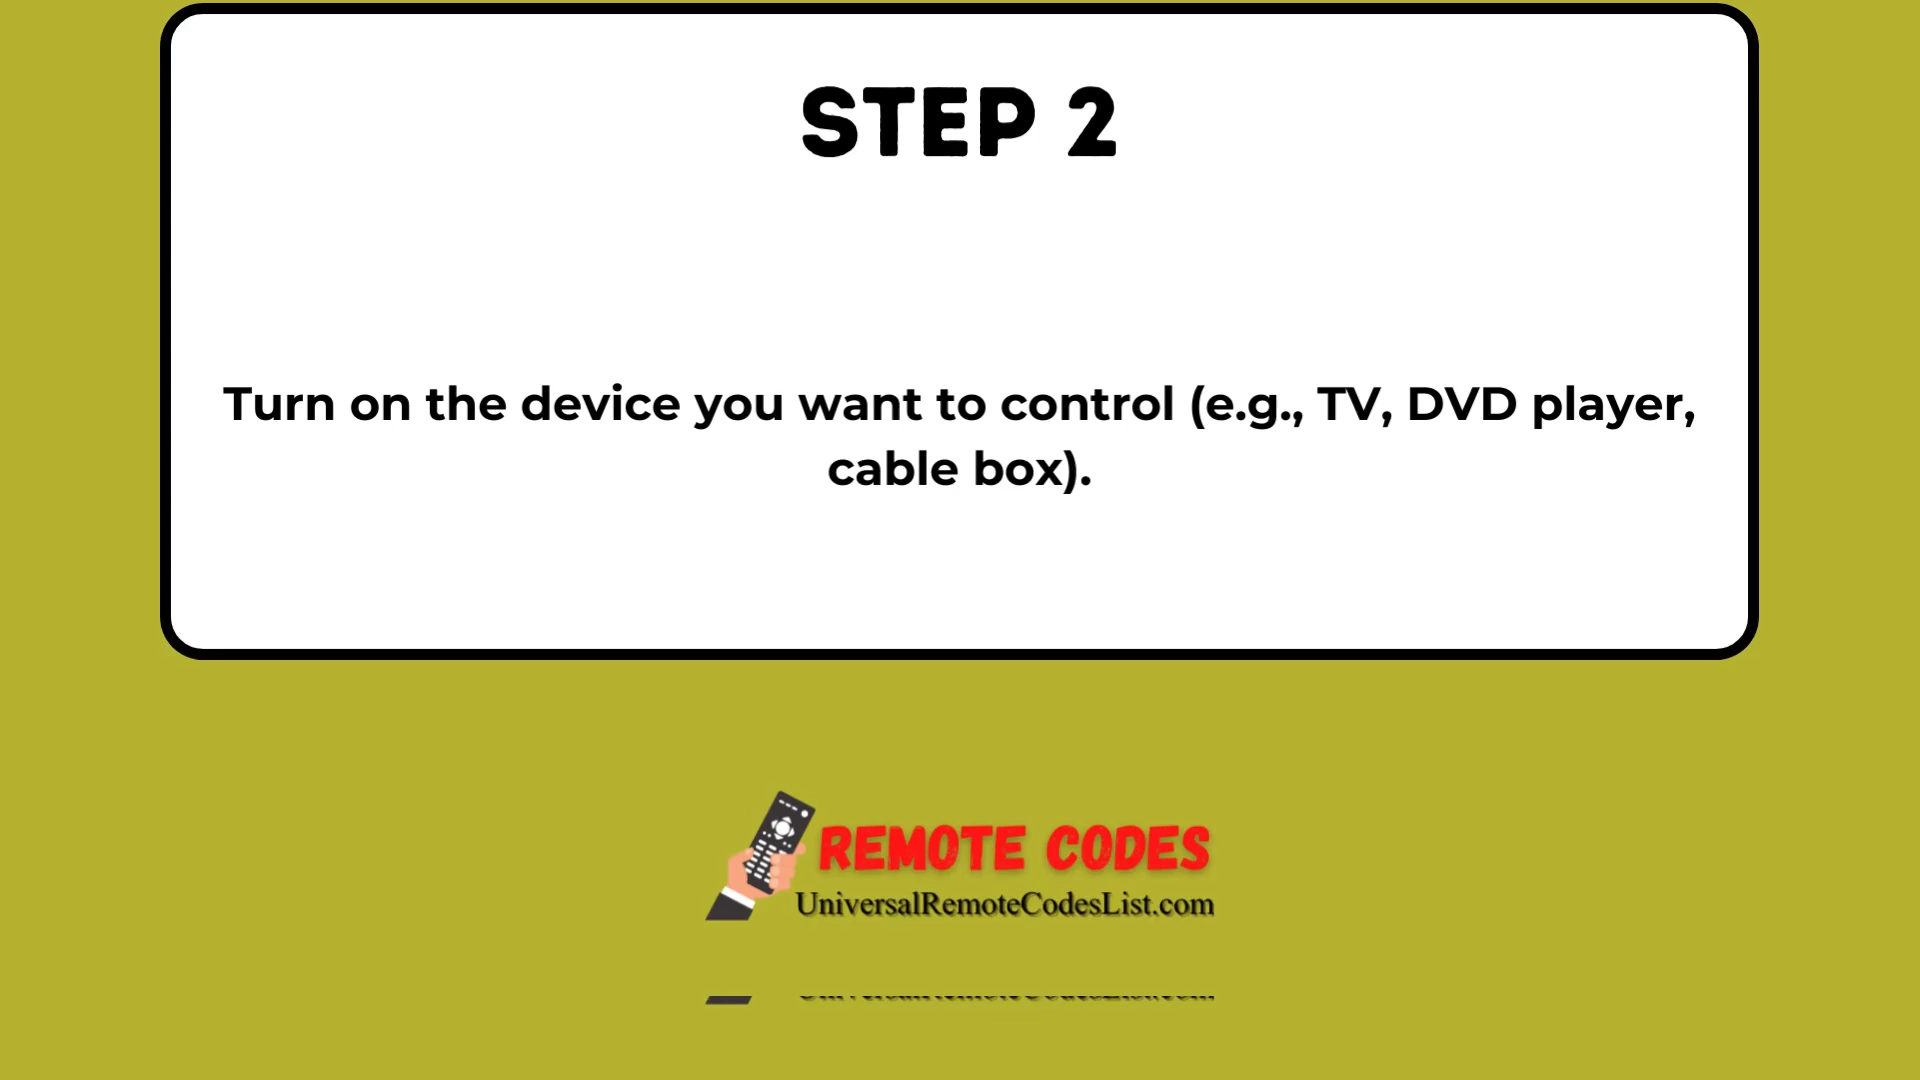 STEP 2
Turn on the device you want to control (e.g., TV, DVD player,
cable box).
REMOTE CODES
UniversalRemoteCodesList.com